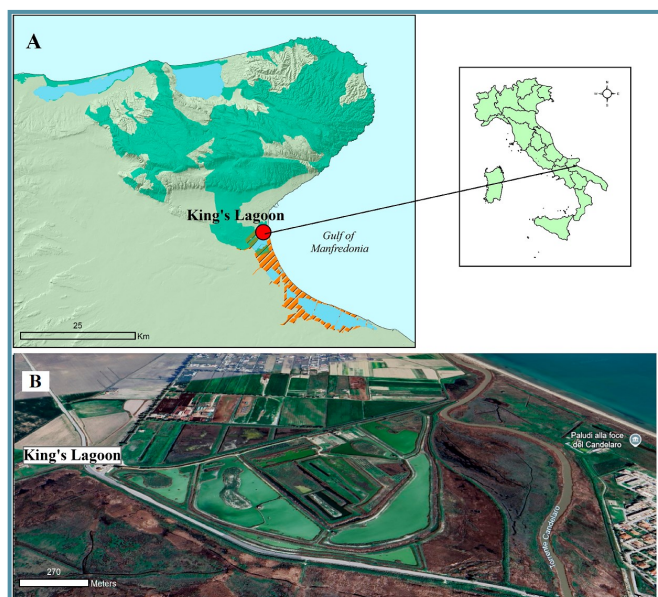 A
King's Lagoon
Gulf of
Manfredonia
25
Km
B
King's Lagoon
Paludi alla foce
del Candelaro
Torrente Candelaro
270
Meters